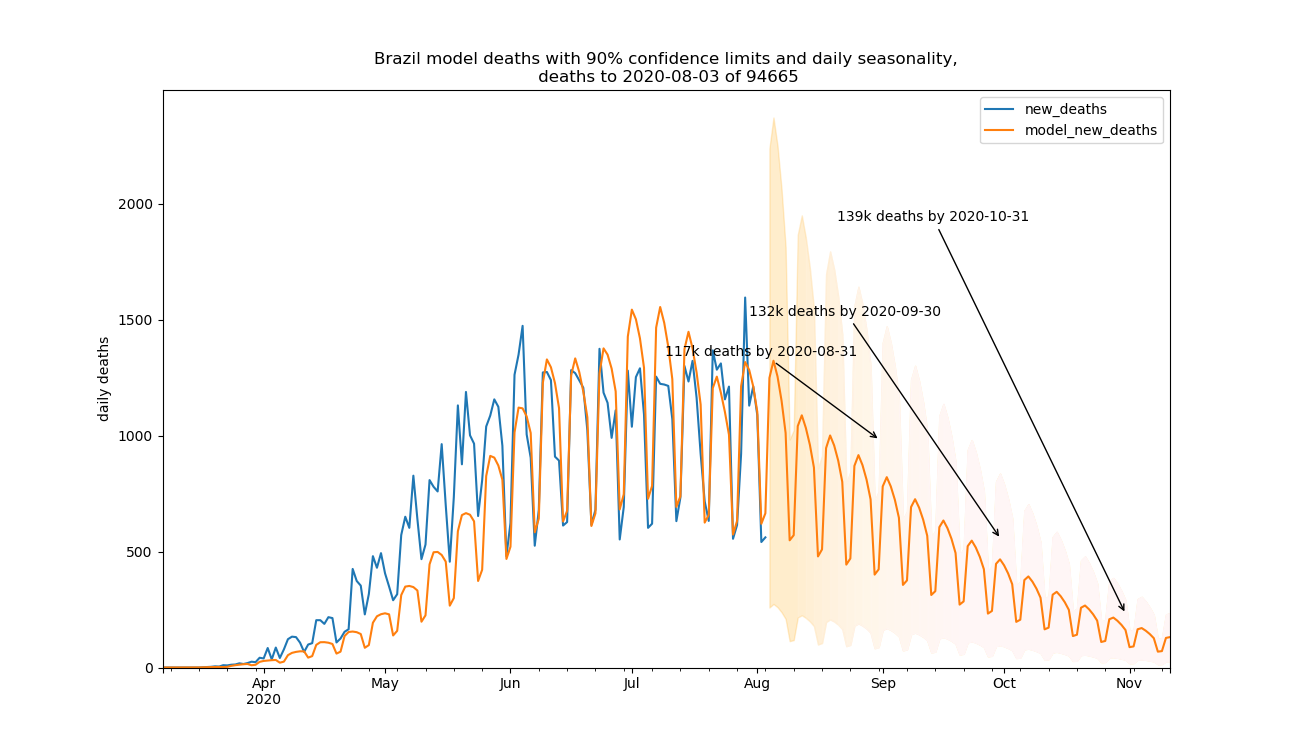 Brazil model deaths with 90% confidence limits and daily seasonality,
deaths to 2020-08-03 of 94665
new_deaths
model_new_deaths
139k deaths by 2020-10-31
132k deaths by 2020-09-30
117k deaths by 2020-08-31
daily deaths
2000
1500
1000
500
0
Apr
2020
May
Jun
Jul
Aug
Sep
Oct
Nov